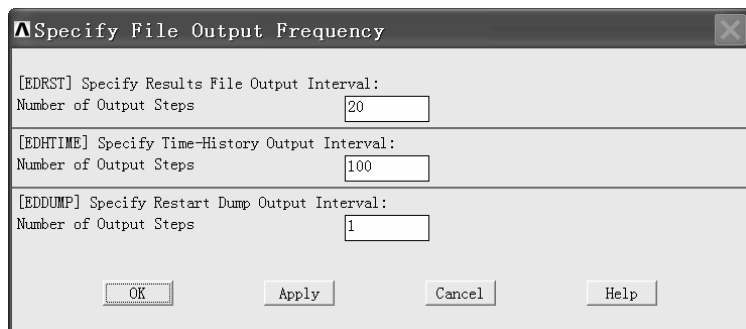 Specify File Output Frequency
[EDRST] Specify Results File Output Interval:
Number of Output Steps 20
[EDHTIME] Specify Time-History Output Interval:
Number of Output Steps 100
[EDDUMP] Specify Restart Dump Output Interval:
Number of Output Steps 1
OK Apply Cancel Help